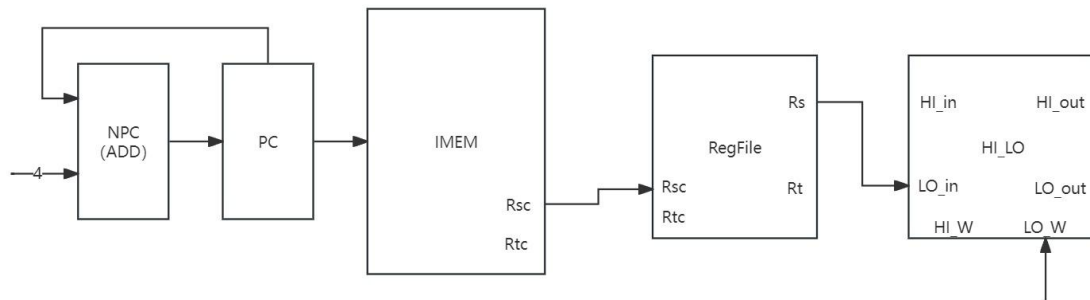 4
NPC
(ADD)
PC
IMEM
Rsc
Rtc
RegFile
Rs
Rt
Rsc
Rtc
HI_in
HI_out
HI_LO
LO_in
LO_out
HI_W
LO_W